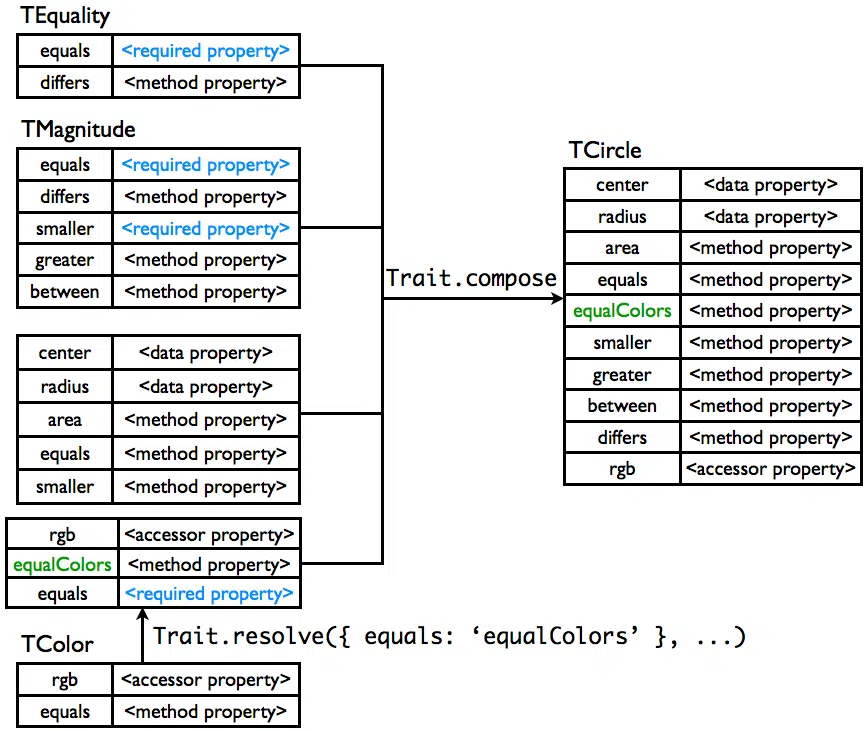 TEquality
equals <required property>
differs <method property>
TMagnitude
equals <required property>
differs <method property>
smaller <required property>
greater <method property>
between <method property>
center <data property>
radius <data property>
area <method property>
equals <method property>
smaller <method property>
rgb <accessor property>
equalColors <method property>
equals <required property>
Trait.resolve({ equals: ‘equalColors’ }, ...)
TColor
rgb <accessor property>
equals <method property>
Trait.compose
TCircle
center <data property>
radius <data property>
area <method property>
equals <method property>
equalColors <method property>
smaller <method property>
greater <method property>
between <method property>
differs <method property>
rgb <accessor property>